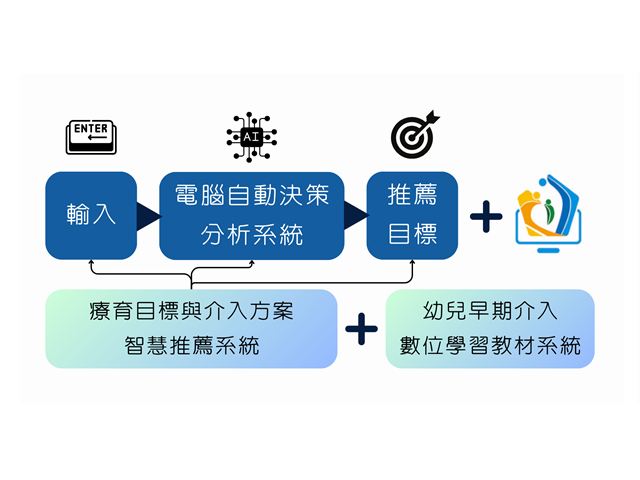 ENTER
AI
輸入
電腦自動決策
分析系統
推薦
目標
療育目標與介入方案
智慧推薦系統
幼兒早期介入
數位學習教材系統